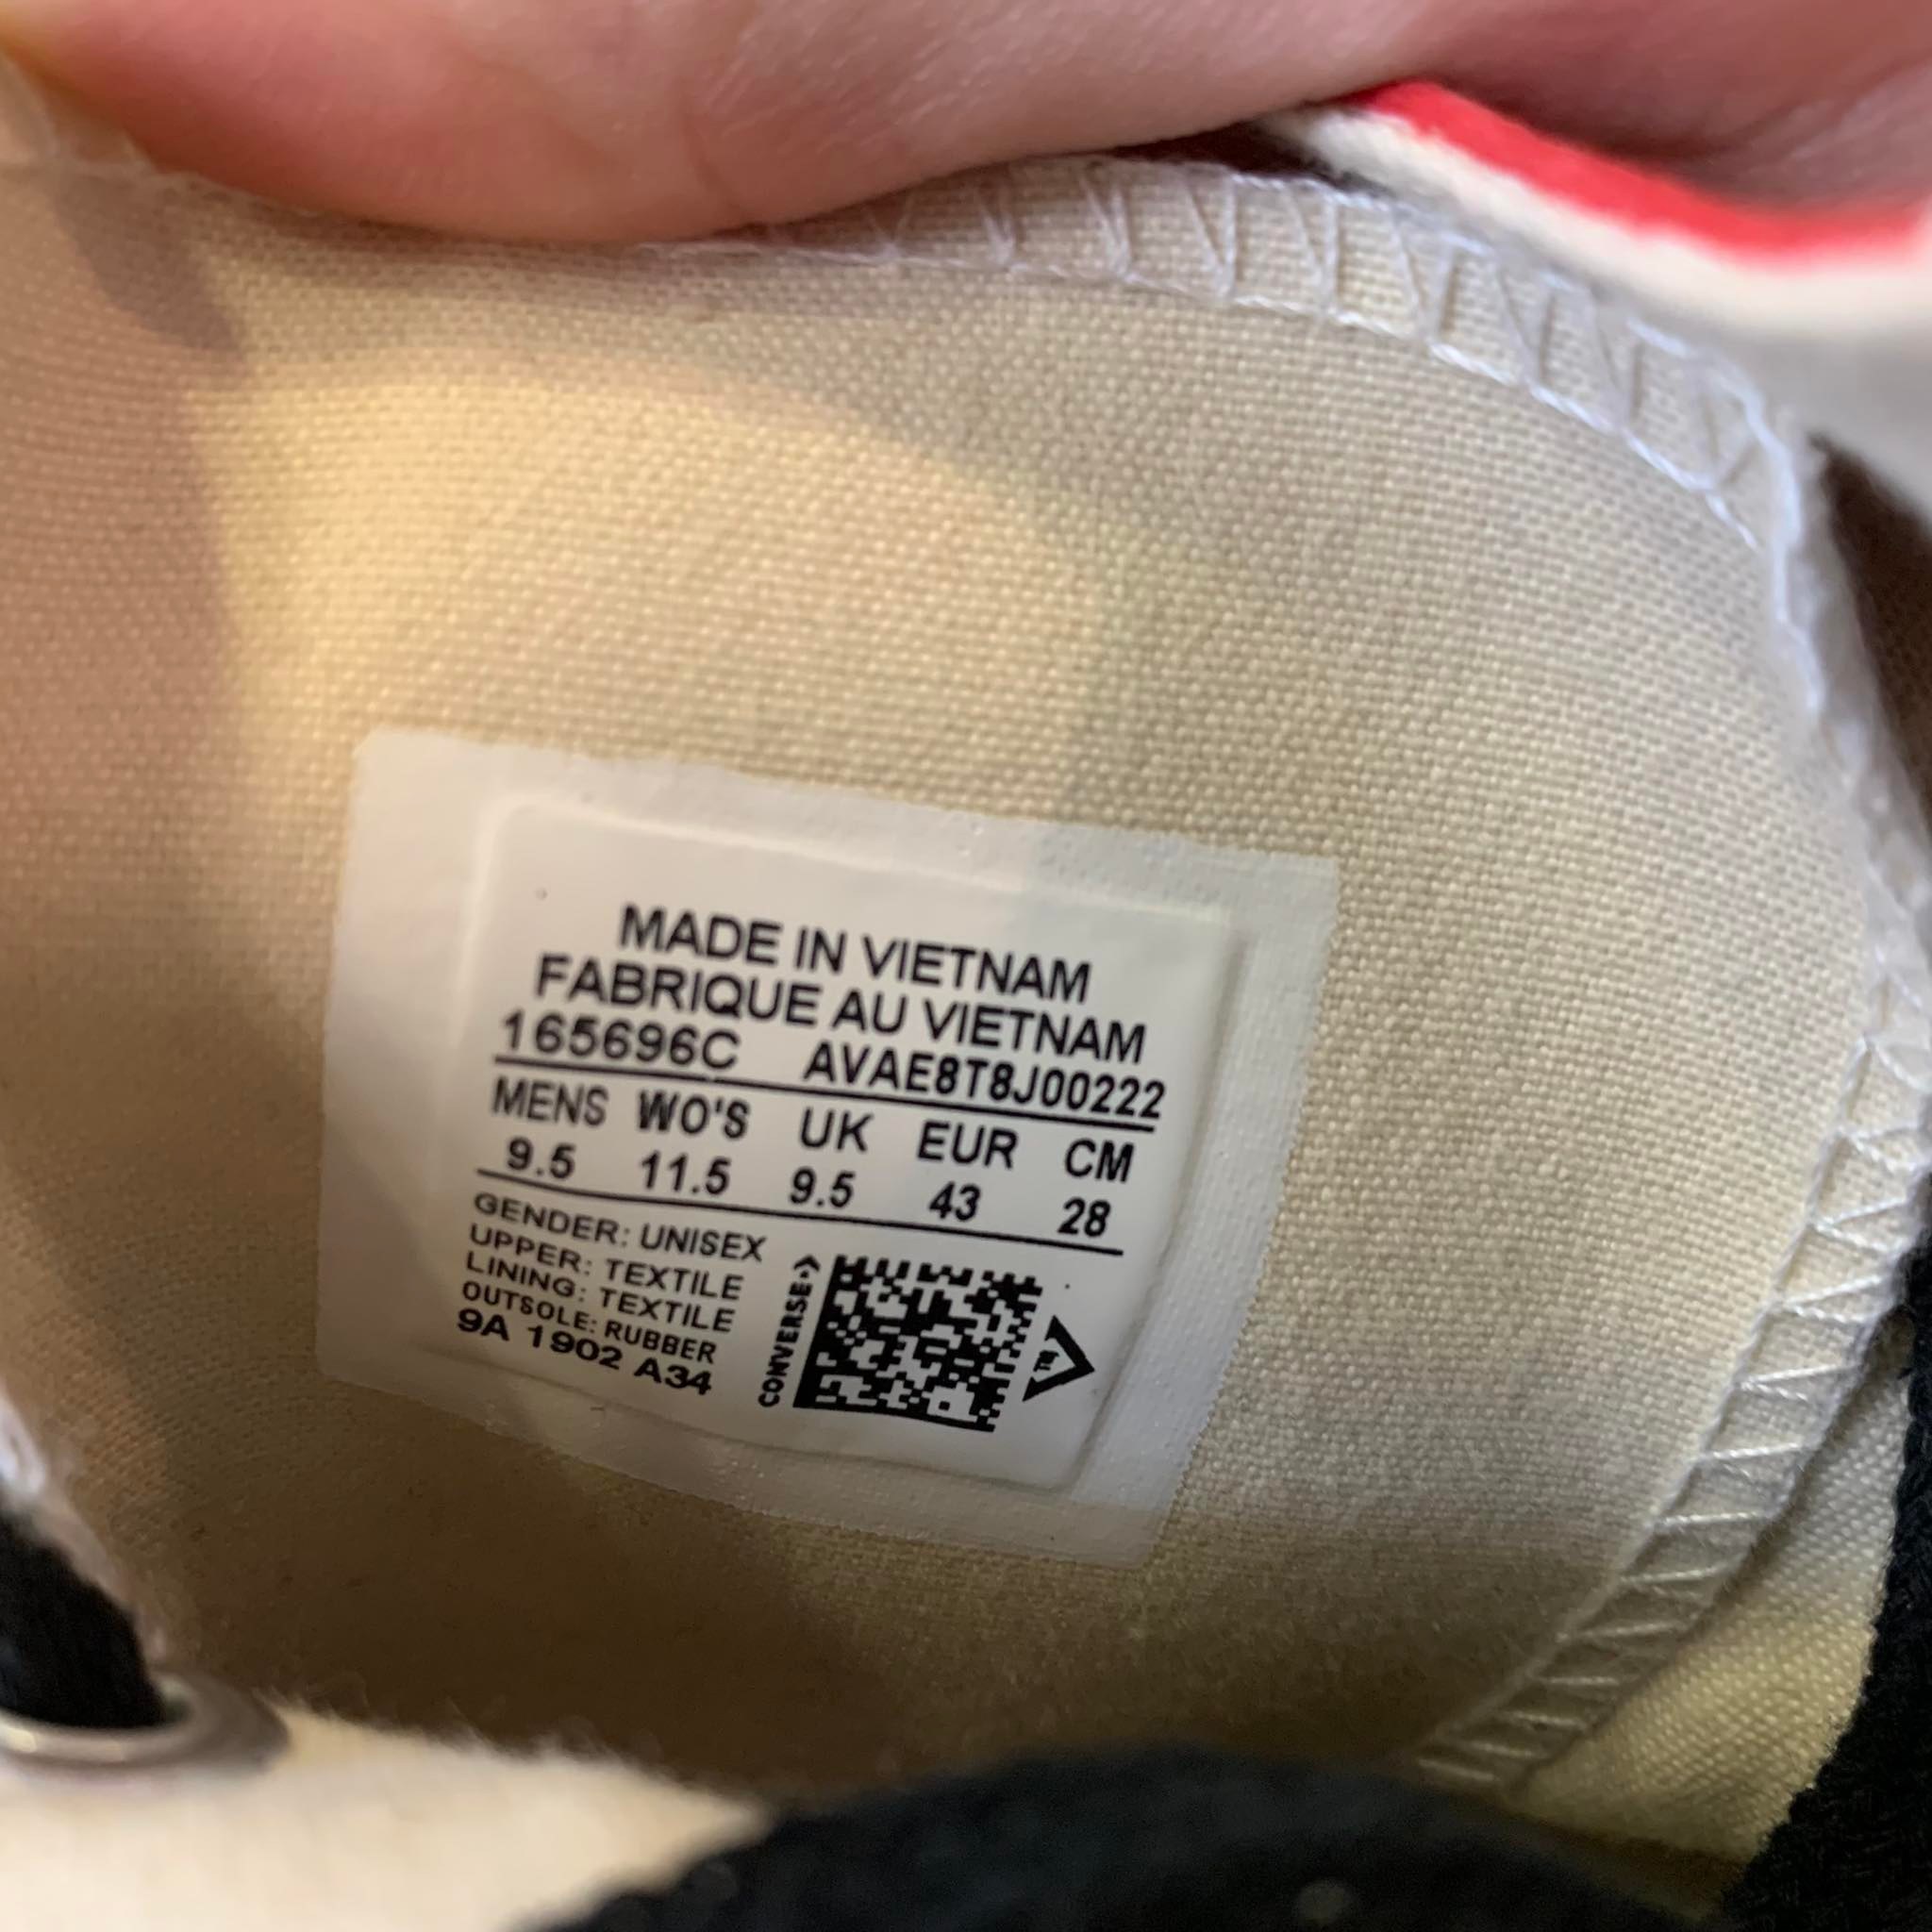 MADE IN VIETNAM
FABRIQUE AU VIETNAM
165696C AVAE8T8J00222
MENS WO'S UK EUR CM
9.5 11.5 9.5 43 28
GENDER: UNISEX
UPPER: TEXTILE
LINING: TEXTILE
OUTSOLE: RUBBER
9A 1902 A34
CONVERSE
TM